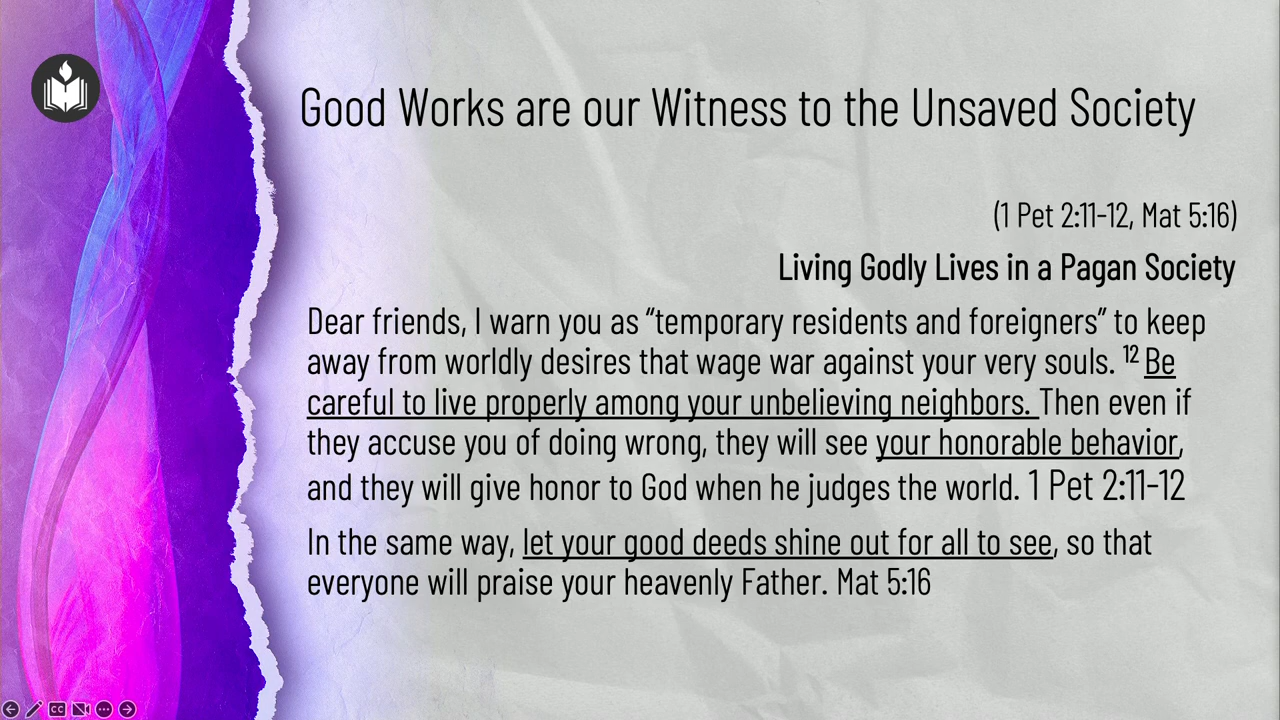 Good Works are our Witness to the Unsaved Society
(1 Pet 2:11-12, Mat 5:16)
Living Godly Lives in a Pagan Society
Dear friends, I warn you as “temporary residents and foreigners” to keep
away from worldly desires that wage war against your very souls. ¹² Be
careful to live properly among your unbelieving neighbors. Then even if
they accuse you of doing wrong, they will see your honorable behavior,
and they will give honor to God when he judges the world. 1 Pet 2:11-12
In the same way, let your good deeds shine out for all to see, so that
everyone will praise your heavenly Father. Mat 5:16
CC